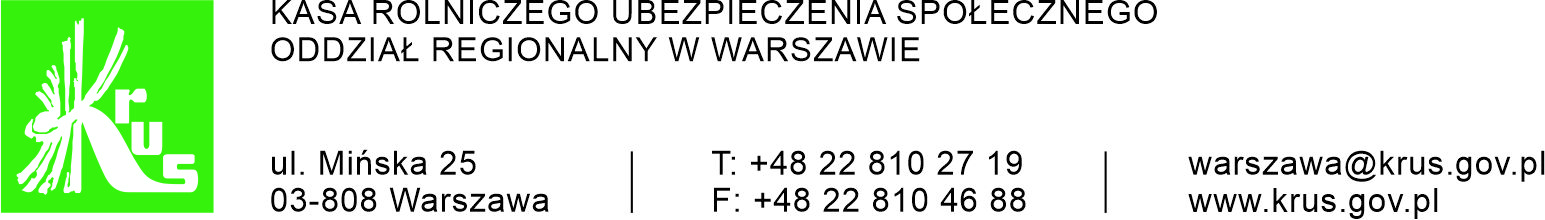 KASA ROLNICZEGO UBEZPIECZENIA SPOŁECZNEGO
ODDZIAŁ REGIONALNY W WARSZAWIE
Krus
ul. Mińska 25
03-808 Warszawa
T: +48 22 810 27 19
F: +48 22 810 46 88
warszawa@krus.gov.pl
www.krus.gov.pl